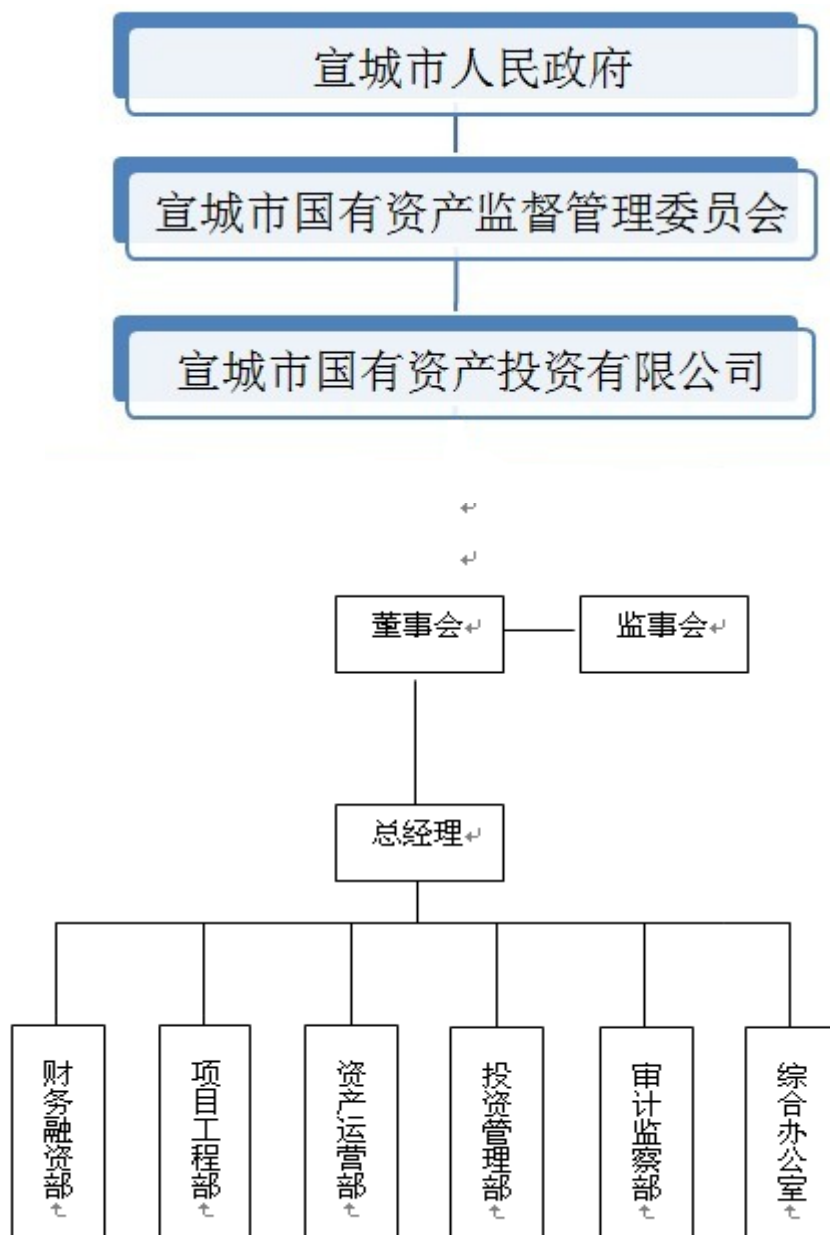 宣城市人民政府
宣城市国有资产监督管理委员会
宣城市国有资产投资有限公司
董事会
监事会
总经理
财务融资部
项目工程部
资产运营部
投资管理部
审计监察部
综合办公室